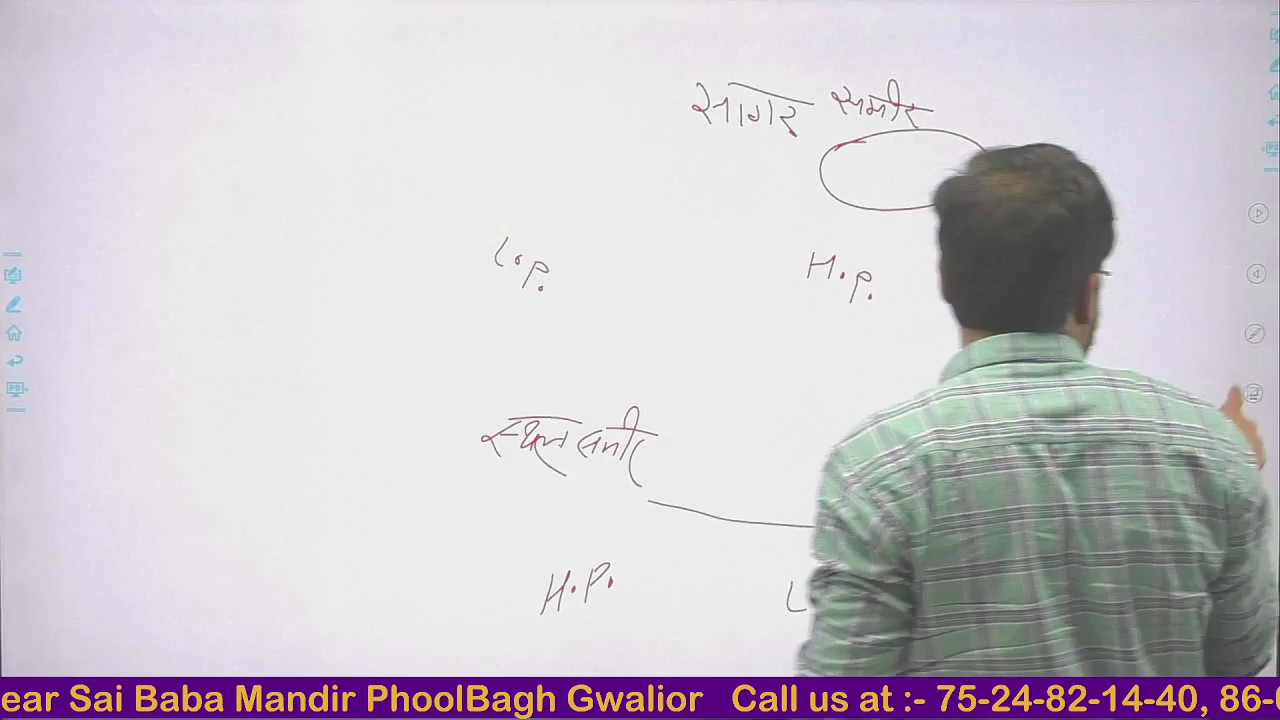 सागर समीर
L.P. H.P.
स्थल समीर
H.P. L
ear Sai Baba Mandir PhoolBagh Gwalior Call us at :- 75-24-82-14-40, 86-